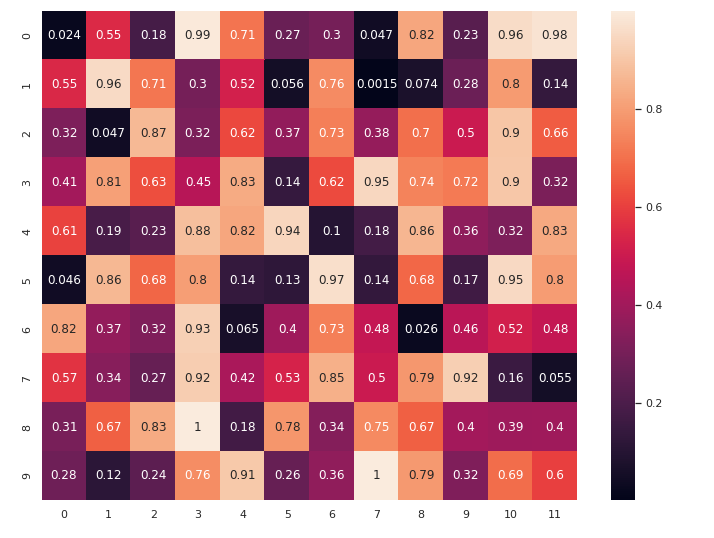 0 0.024 0.55 0.18 0.99 0.71 0.27 0.3 0.047 0.82 0.23 0.96 0.98
1 0.55 0.96 0.71 0.3 0.52 0.056 0.76 0.0015 0.074 0.28 0.8 0.14
0.8
2 0.32 0.047 0.87 0.32 0.62 0.37 0.73 0.38 0.7 0.5 0.9 0.66
3 0.41 0.81 0.63 0.45 0.83 0.14 0.62 0.95 0.74 0.72 0.9 0.32
0.6
4 0.61 0.19 0.23 0.88 0.82 0.94 0.1 0.18 0.86 0.36 0.32 0.83
5 0.046 0.86 0.68 0.8 0.14 0.13 0.97 0.14 0.68 0.17 0.95 0.8
0.4
6 0.82 0.37 0.32 0.93 0.065 0.4 0.73 0.48 0.026 0.46 0.52 0.48
7 0.57 0.34 0.27 0.92 0.42 0.53 0.85 0.5 0.79 0.92 0.16 0.055
0.2
8 0.31 0.67 0.83 1 0.18 0.78 0.34 0.75 0.67 0.4 0.39 0.4
9 0.28 0.12 0.24 0.76 0.91 0.26 0.36 1 0.79 0.32 0.69 0.6
0 1 2 3 4 5 6 7 8 9 10 11